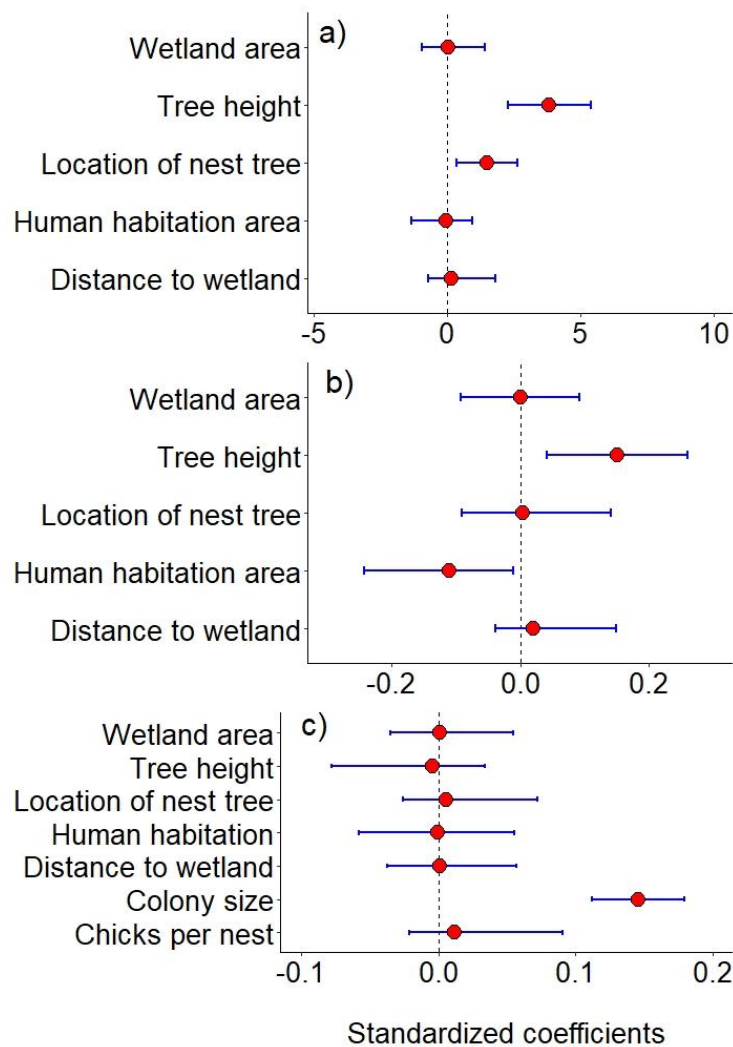 a)
Wetland area
Tree height
Location of nest tree
Human habitation area
Distance to wetland
-5 0 5 10
b)
Wetland area
Tree height
Location of nest tree
Human habitation area
Distance to wetland
-0.2 0.0 0.2
c)
Wetland area
Tree height
Location of nest tree
Human habitation
Distance to wetland
Colony size
Chicks per nest
-0.1 0.0 0.1 0.2
Standardized coefficients